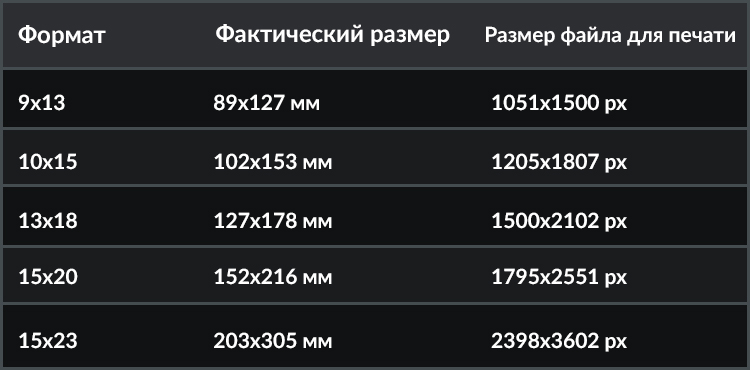 Формат Фактический размер Размер файла для печати
9x13 89x127 мм 1051x1500 px
10x15 102x153 мм 1205x1807 px
13x18 127x178 мм 1500x2102 px
15x20 152x216 мм 1795x2551 px
15x23 203x305 мм 2398x3602 px